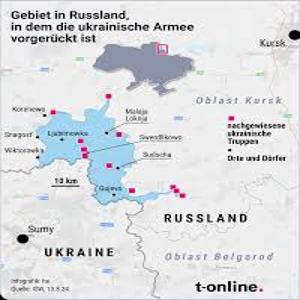 Gebiet in Russland,
in dem die ukrainische Armee
vorgerückt ist
Kursk
Oblast Kursk
Korenewo
Malaja
Loknja
Snagost
Ljubimowka
Swerdlikowo
Wiktorowka
Sudscha
nachgewiesene
ukrainische
Truppen
Orte und Dörfer
10 km
Gujewo
RUSSLAND
Sumy
UKRAINE
Oblast Belgorod
Infografik: ha
Quelle: ISW, 13.8.24
t-online.